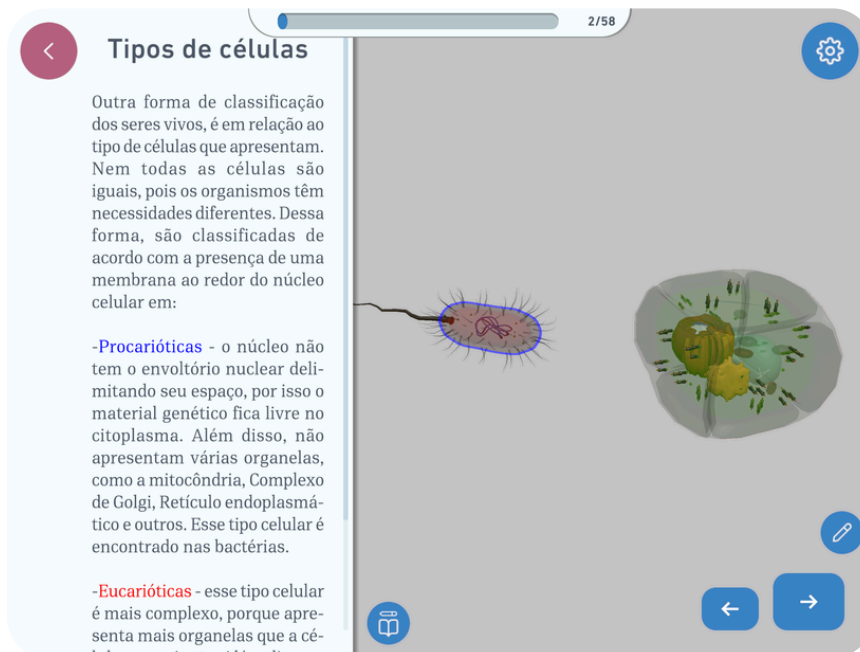 2/58
Tipos de células
Outra forma de classificação
dos seres vivos, é em relação ao
tipo de células que apresentam.
Nem todas as células são
iguais, pois os organismos têm
necessidades diferentes. Dessa
forma, são classificadas de
acordo com a presença de uma
membrana ao redor do núcleo
celular em:
-Procarióticas - o núcleo não
tem o envoltório nuclear deli-
mitando seu espaço, por isso o
material genético fica livre no
citoplasma. Além disso, não
apresentam várias organelas,
como a mitocôndria, Complexo
de Golgi, Retículo endoplasmá-
tico e outros. Esse tipo celular é
encontrado nas bactérias.
-Eucarióticas - esse tipo celular
é mais complexo, porque apre-
senta mais organelas que a cé-